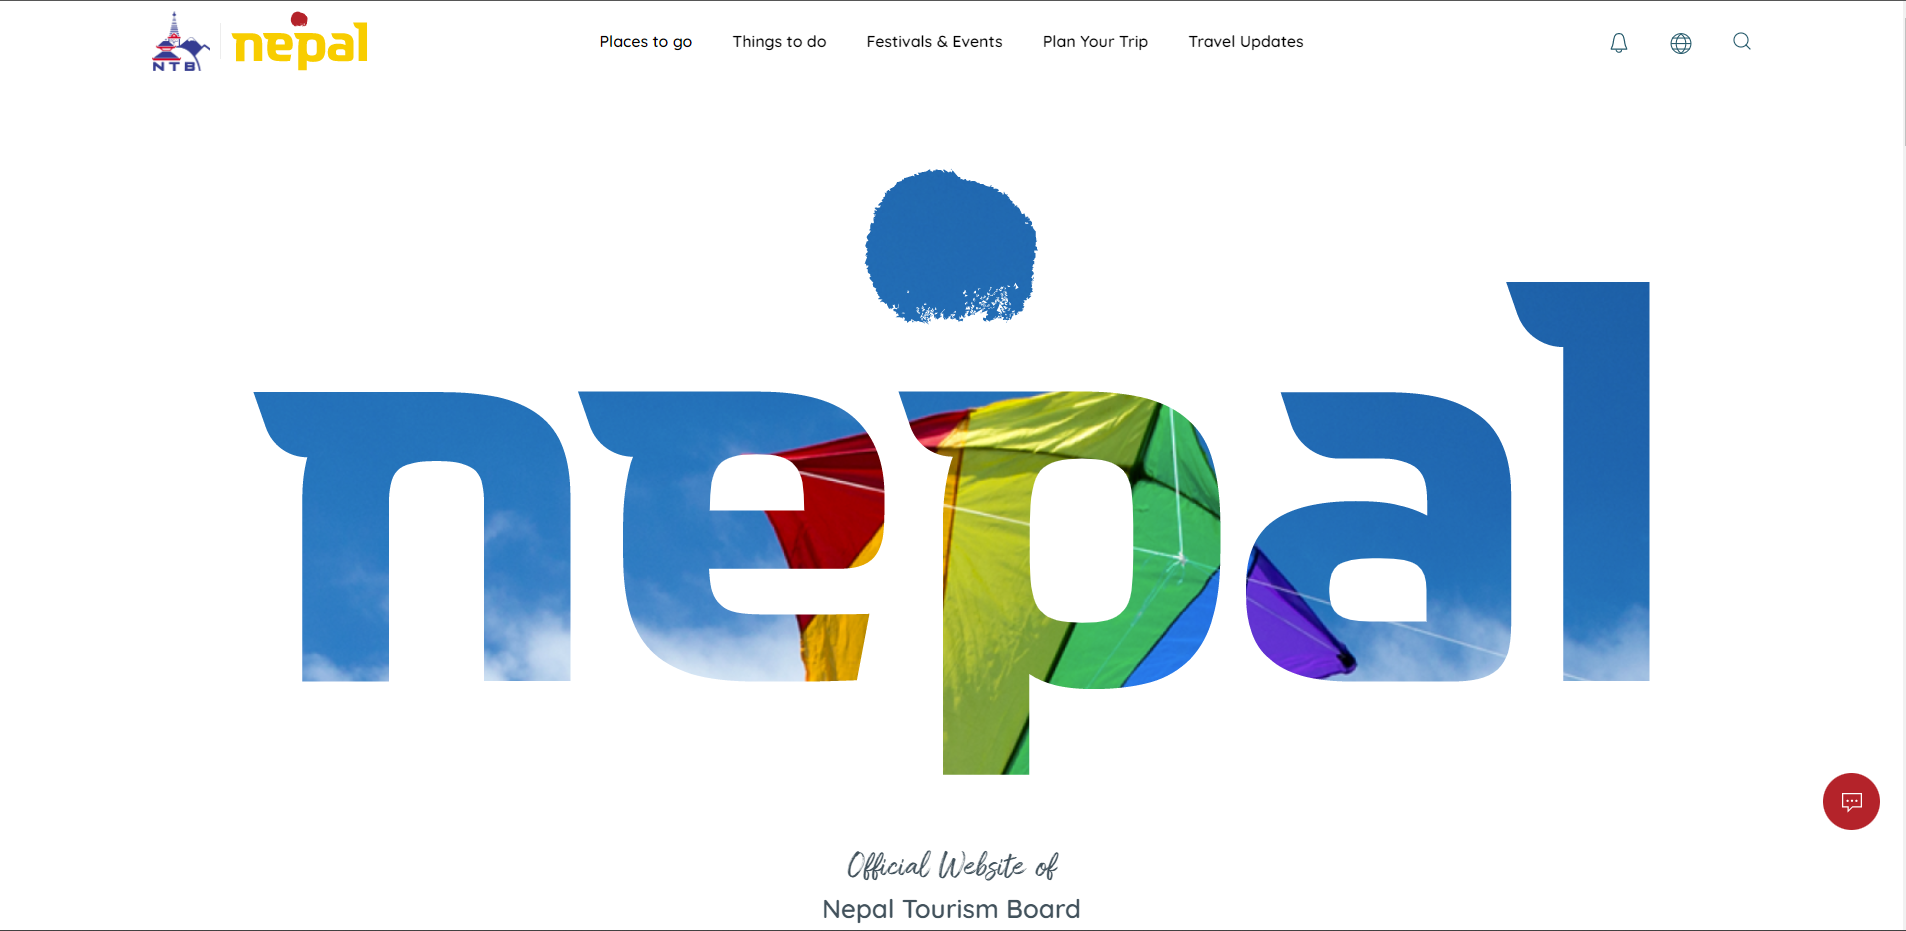 NTB
nepal
Places to go
Things to do
Festivals & Events
Plan Your Trip
Travel Updates
nepal
Official Website of
Nepal Tourism Board